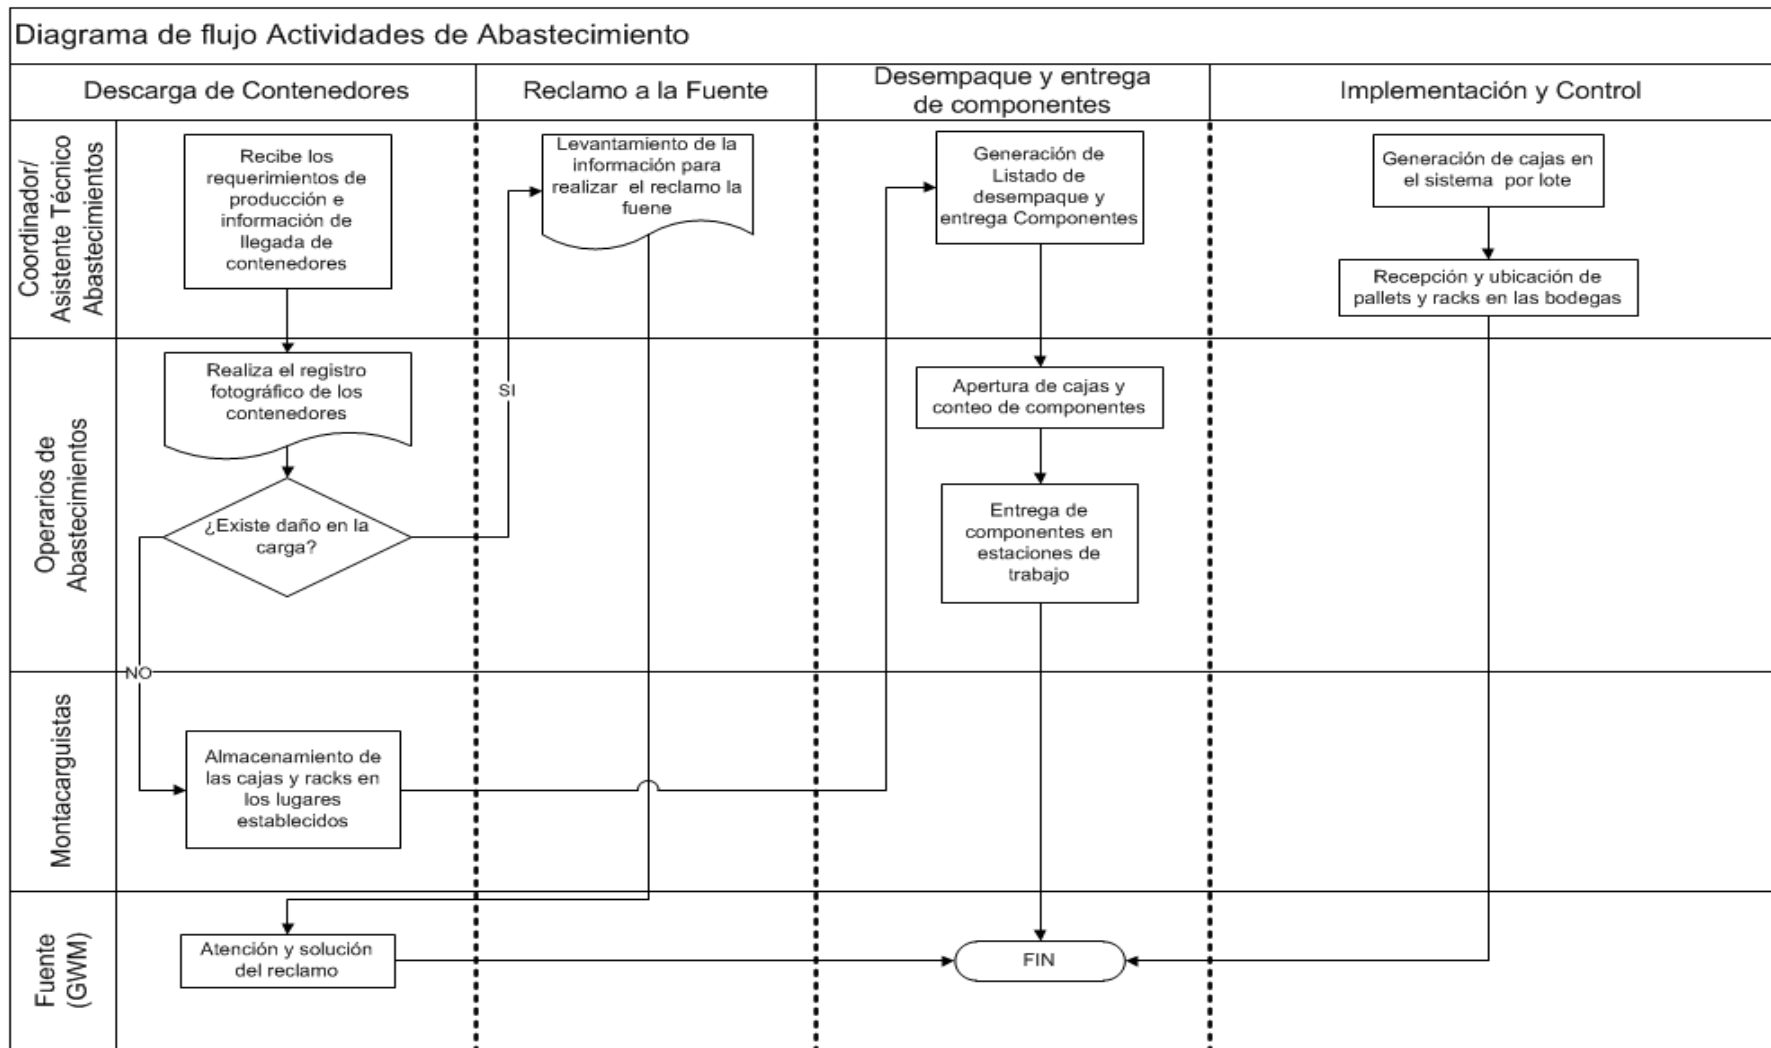 Diagrama de flujo Actividades de Abastecimiento
Descarga de Contenedores
Reclamo a la Fuente
Desempaque y entrega
de componentes
Implementación y Control
Coordinador/
Asistente Técnico
Abastecimientos
Recibe los
requerimientos de
producción e
información de
llegada de
contenedores
Levantamiento de la
información para
realizar el reclamo la
fuene
Generación de
Listado de
desempaque y
entrega Componentes
Generación de cajas en
el sistema por lote
Recepción y ubicación de
pallets y racks en las bodegas
Operarios de
Abastecimientos
Realiza el registro
fotográfico de los
contenedores
SI
Apertura de cajas y
conteo de componentes
¿Existe daño en la
carga?
Entrega de
componentes en
estaciones de
trabajo
NO
Montacarguistas
Almacenamiento de
las cajas y racks en
los lugares
establecidos
Fuente
(GWM)
Atención y solución
del reclamo
FIN